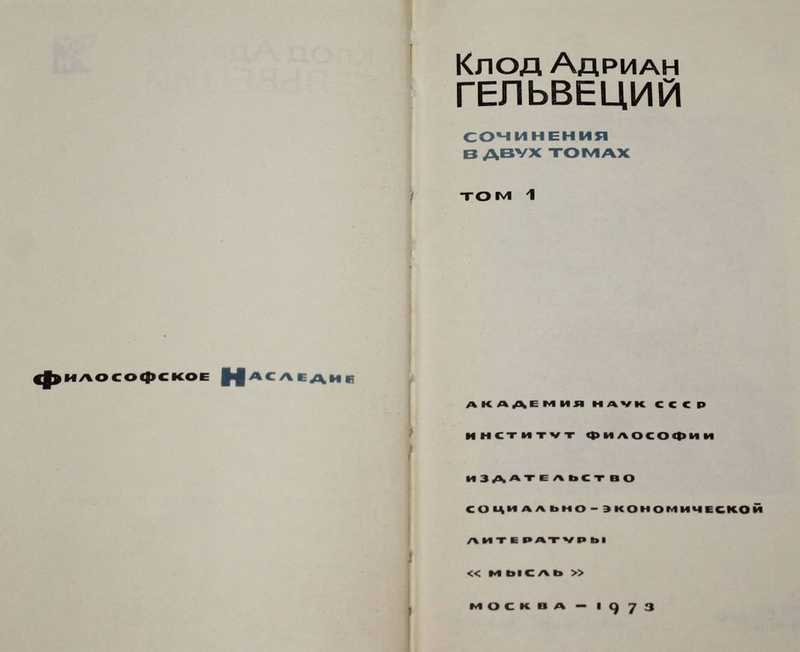 Философское Наследие
Клод Адриан
ГЕЛЬВЕЦИЙ
СОЧИНЕНИЯ
В ДВУХ ТОМАХ
ТОМ 1
АКАДЕМИЯ НАУК СССР
ИНСТИТУТ ФИЛОСОФИИ
ИЗДАТЕЛЬСТВО
СОЦИАЛЬНО-ЭКОНОМИЧЕСКОЙ
ЛИТЕРАТУРЫ
«МЫСЛЬ»
МОСКВА – 1973